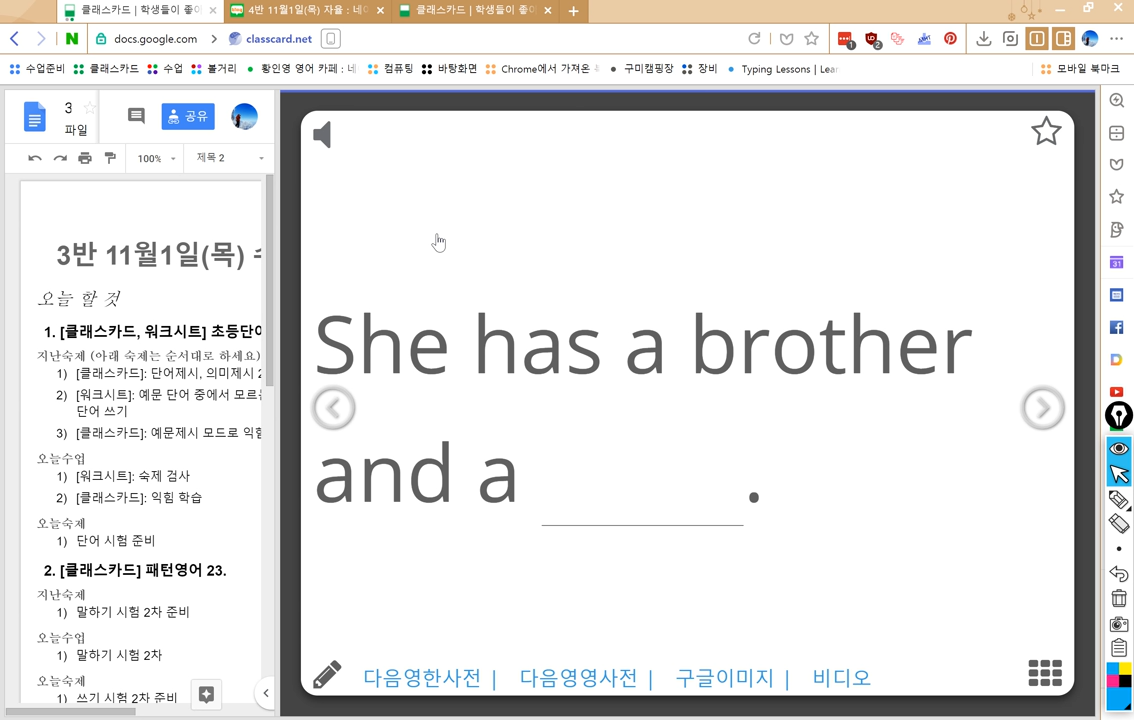 클래스카드 | 학생들이 좋아
4반 11월1일(목) 자율 : 네이
클래스카드 | 학생들이 좋아
docs.google.com
classcard.net
수업준비
클래스카드
수업
볼거리
황인영 영어 카페 : 네
컴퓨팅
바탕화면
Chrome에서 가져온
구미캠핑장
장비
Typing Lessons | Lear
모바일 북마크
3
파일
공유
100%
제목 2
3반 11월1일(목)
오늘 할 것
1. [클래스카드, 워크시트] 초등단어
지난숙제 (아래 숙제는 순서대로 하세요)
1) [클래스카드]: 단어제시, 의미제시 2
2) [워크시트]: 예문 단어 중에서 모르
단어 쓰기
3) [클래스카드]: 예문제시 모드로 익힘
오늘수업
1) [워크시트]: 숙제 검사
2) [클래스카드]: 익힘 학습
오늘숙제
1) 단어 시험 준비
2. [클래스카드] 패턴영어 23.
지난숙제
1) 말하기 시험 2차 준비
오늘수업
1) 말하기 시험 2차
오늘숙제
1) 쓰기 시험 2차 준비
She has a brother
and a ________.
다음영한사전 | 다음영영사전 | 구글이미지 | 비디오
31
1
2